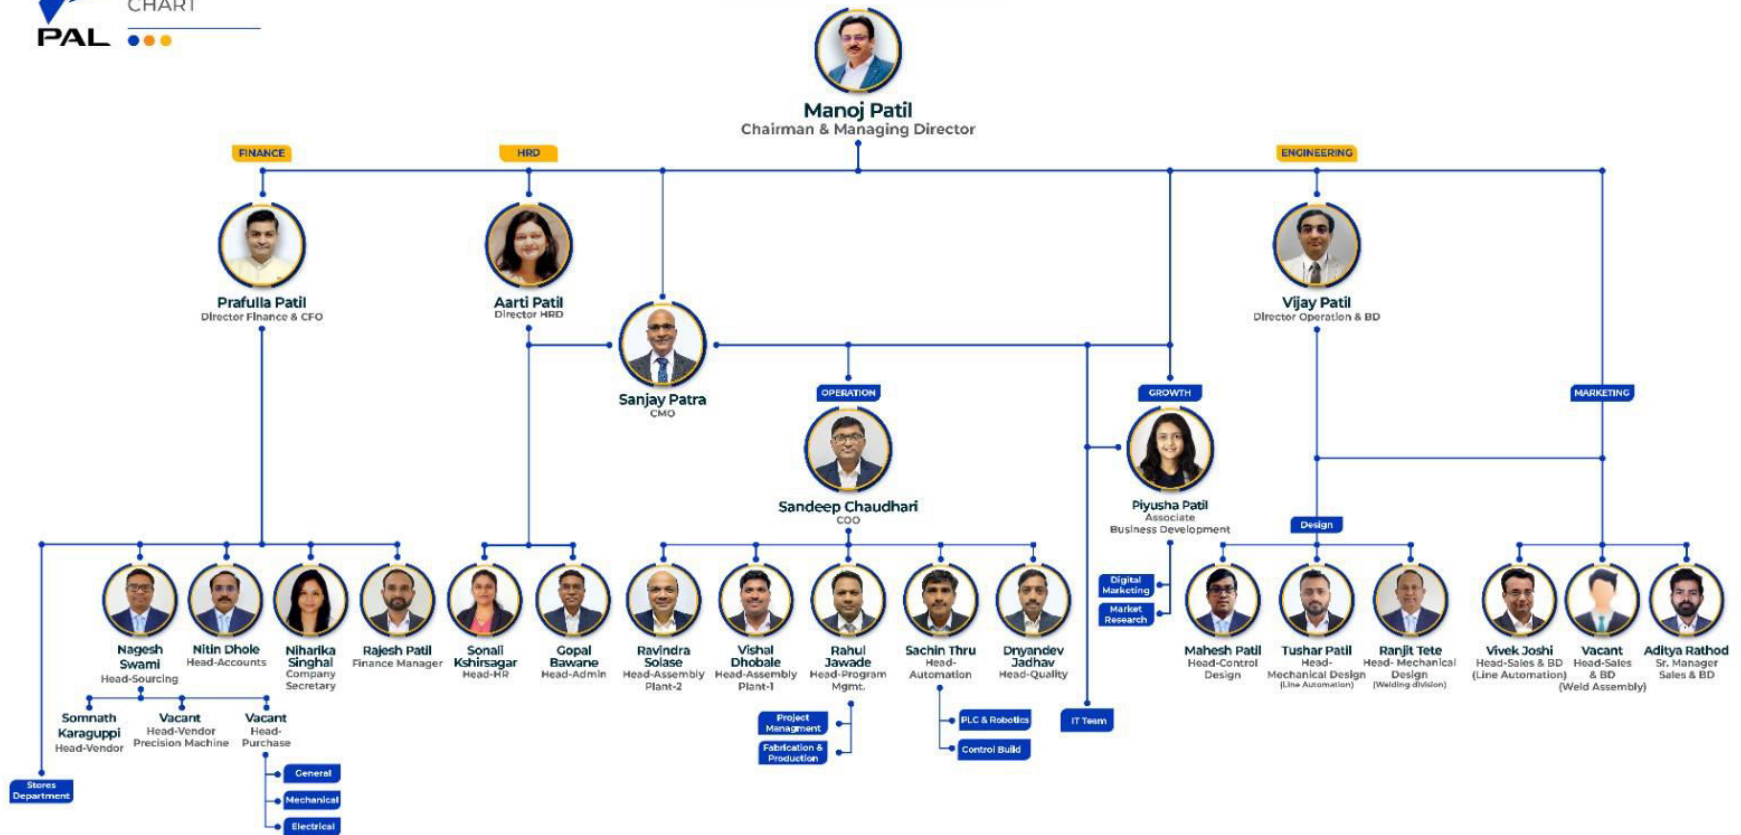 CHART
PAL
Manoj Patil
Chairman & Managing Director
FINANCE
HRD
ENGINEERING
Prafulla Patil
Director Finance & CFO
Aarti Patil
Director HRD
Vijay Patil
Director Operation & BD
Sanjay Patra
CMO
OPERATION
GROWTH
MARKETING
Sandeep Chaudhari
COO
Piyusha Patil
Associate
Business Development
Design
Digital
Marketing
Market
Research
Nagesh
Swami
Head-Sourcing
Nitin Dhole
Head-Accounts
Niharika
Singhal
Company
Secretary
Rajesh Patil
Finance Manager
Sonali
Kshirsagar
Head-HR
Gopal
Bawane
Head-Admin
Ravindra
Solase
Head-Assembly
Plant-2
Vishal
Dhobale
Head-Assembly
Plant-1
Rahul
Jawade
Head-Program
Mgmt.
Sachin Thru
Head-
Automation
Dnyandev
Jadhav
Head-Quality
Mahesh Patil
Head-Control
Design
Tushar Patil
Head-
Mechanical Design
(Line Automation)
Ranjit Tete
Head- Mechanical
Design
(Welding division)
Vivek Joshi
Head-Sales & BD
(Line Automation)
Vacant
Head-Sales
& BD
(Weld Assembly)
Aditya Rathod
Sr. Manager
Sales & BD
Somnath
Karaguppi
Head-Vendor
Vacant
Head-Vendor
Precision Machine
Vacant
Head-
Purchase
Project
Managment
Fabrication &
Production
PLC & Robotics
Control Build
IT Team
Stores
Department
General
Mechanical
Electrical